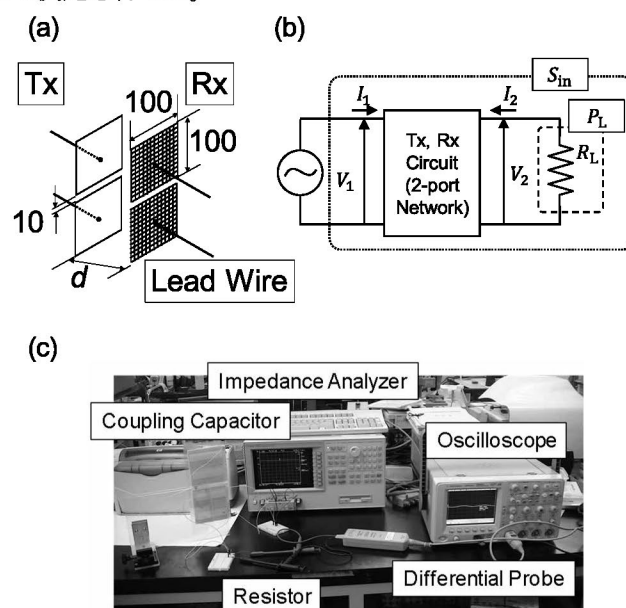 (a)
Tx
Rx
100
100
10
d
Lead Wire
(b)
S_in
I_1
I_2
P_L
Tx, Rx
Circuit
(2-port
Network)
V_1
V_2
R_L
(c)
Impedance Analyzer
Coupling Capacitor
Oscilloscope
Resistor
Differential Probe